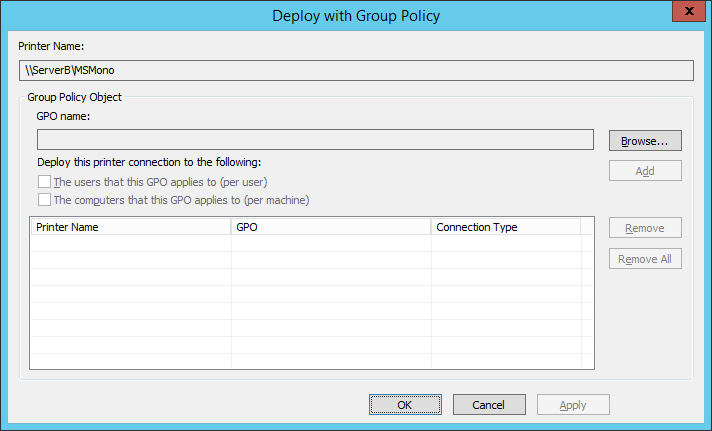 Deploy with Group Policy
x
Printer Name:
\\ServerB\MSMono
Group Policy Object
GPO name:
Browse...
Deploy this printer connection to the following:
Add
The users that this GPO applies to (per user)
The computers that this GPO applies to (per machine)
Printer Name GPO Connection Type
Remove
Remove All
OK Cancel Apply